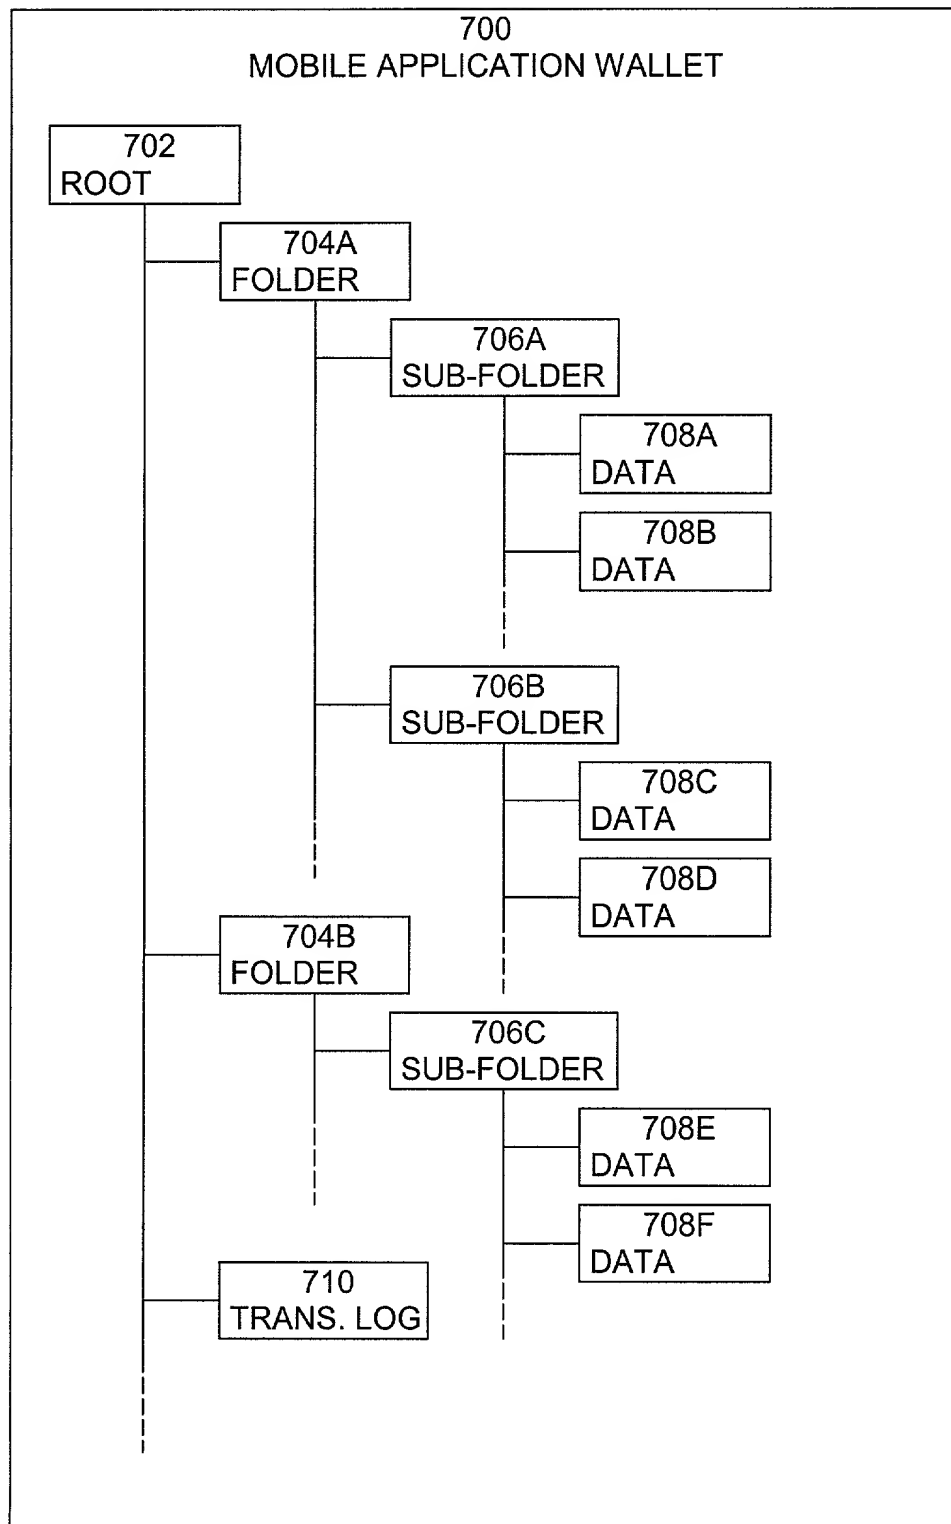 700
MOBILE APPLICATION WALLET
702
ROOT
704A
FOLDER
706A
SUB-FOLDER
708A
DATA
708B
DATA
706B
SUB-FOLDER
708C
DATA
708D
DATA
704B
FOLDER
706C
SUB-FOLDER
708E
DATA
708F
DATA
710
TRANS. LOG